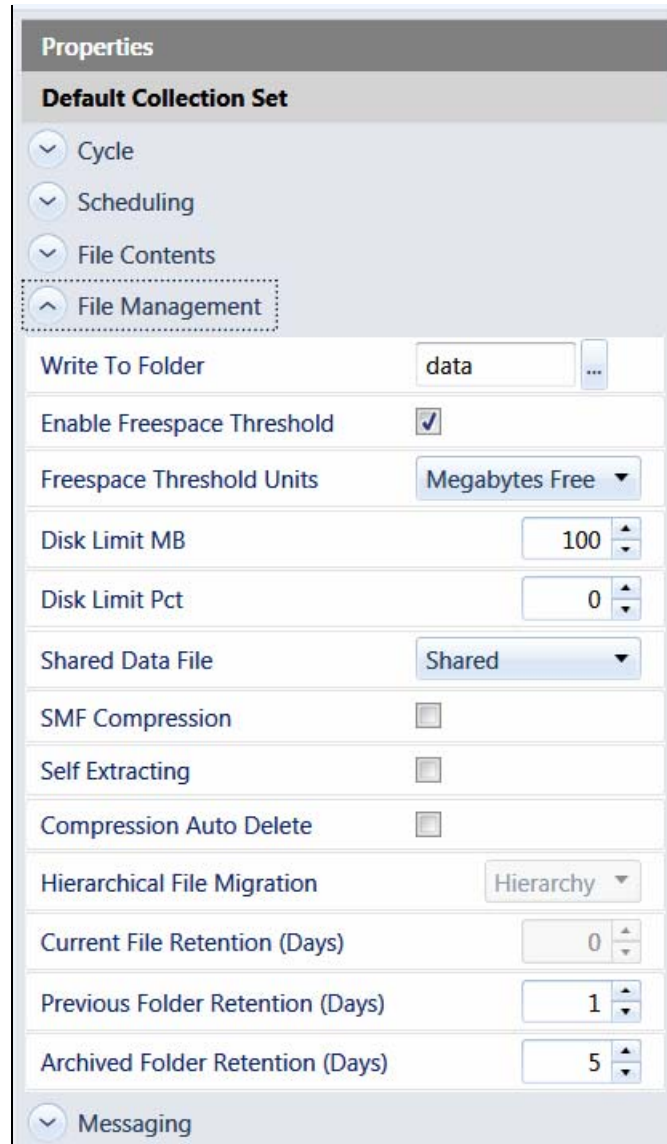 Properties
Default Collection Set
Cycle
Scheduling
File Contents
File Management
Write To Folder data ...
Enable Freespace Threshold
Freespace Threshold Units Megabytes Free
Disk Limit MB 100
Disk Limit Pct 0
Shared Data File Shared
SMF Compression
Self Extracting
Compression Auto Delete
Hierarchical File Migration Hierarchy
Current File Retention (Days) 0
Previous Folder Retention (Days) 1
Archived Folder Retention (Days) 5
Messaging